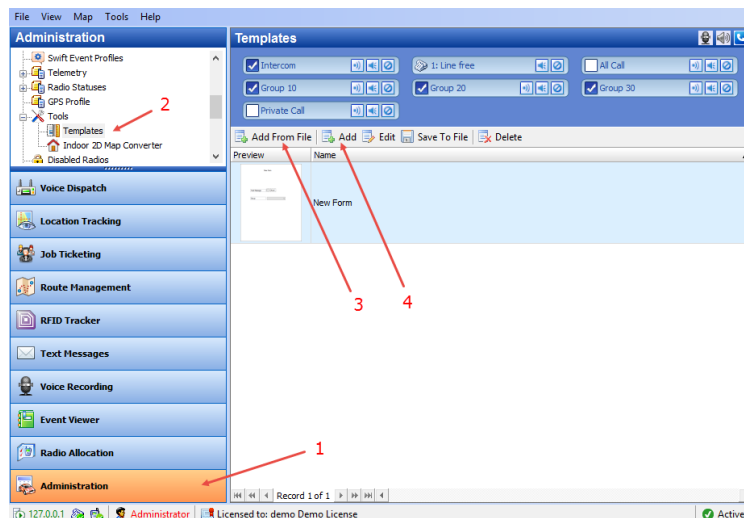 File View Map Tools Help
Administration
Swift Event Profiles
Telemetry
Radio Statuses
GPS Profile
Tools
Templates
Indoor 2D Map Converter
Disabled Radios
2
Voice Dispatch
Location Tracking
Job Ticketing
Route Management
RFID Tracker
Text Messages
Voice Recording
Event Viewer
Radio Allocation
Administration
1
Templates
Intercom
1: Line free
All Call
Group 10
Group 20
Group 30
Private Call
Add From File Add Edit Save To File Delete
Preview Name
New Form
3 4
Record 1 of 1
127.0.0.1 Administrator Licensed to: demo Demo License Active